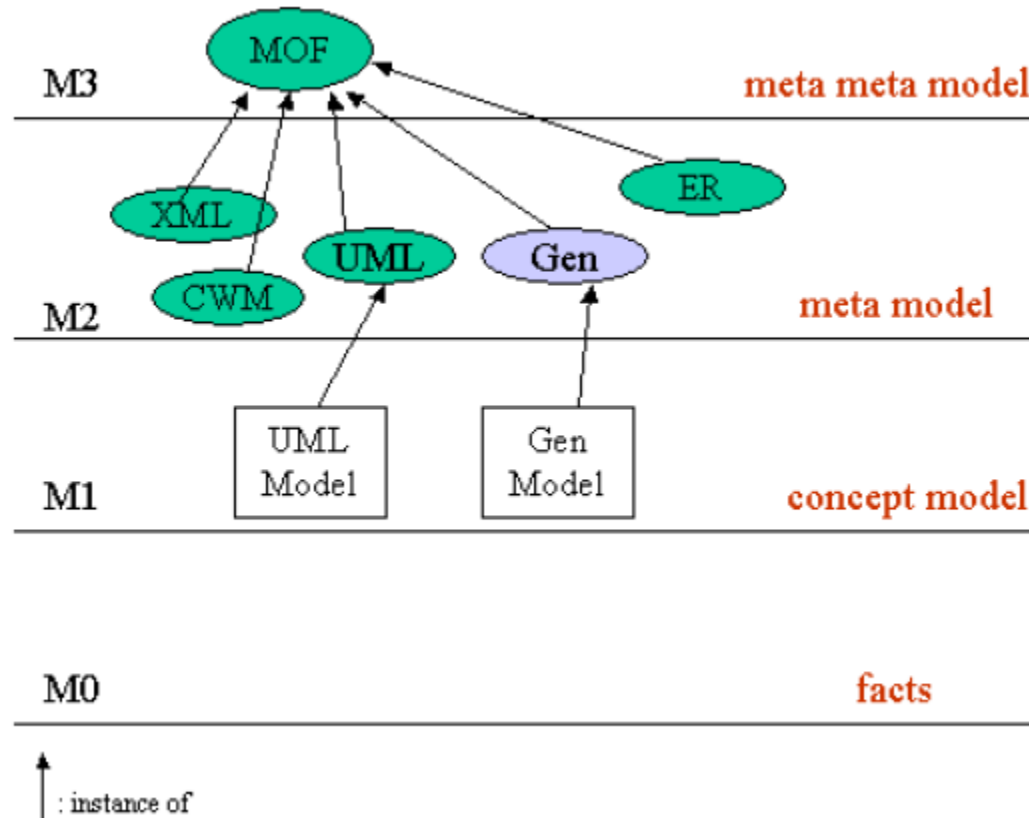 MOF
M3
meta meta model
XML
ER
UML
Gen
CWM
M2
meta model
UML
Model
Gen
Model
M1
concept model
M0
facts
: instance of